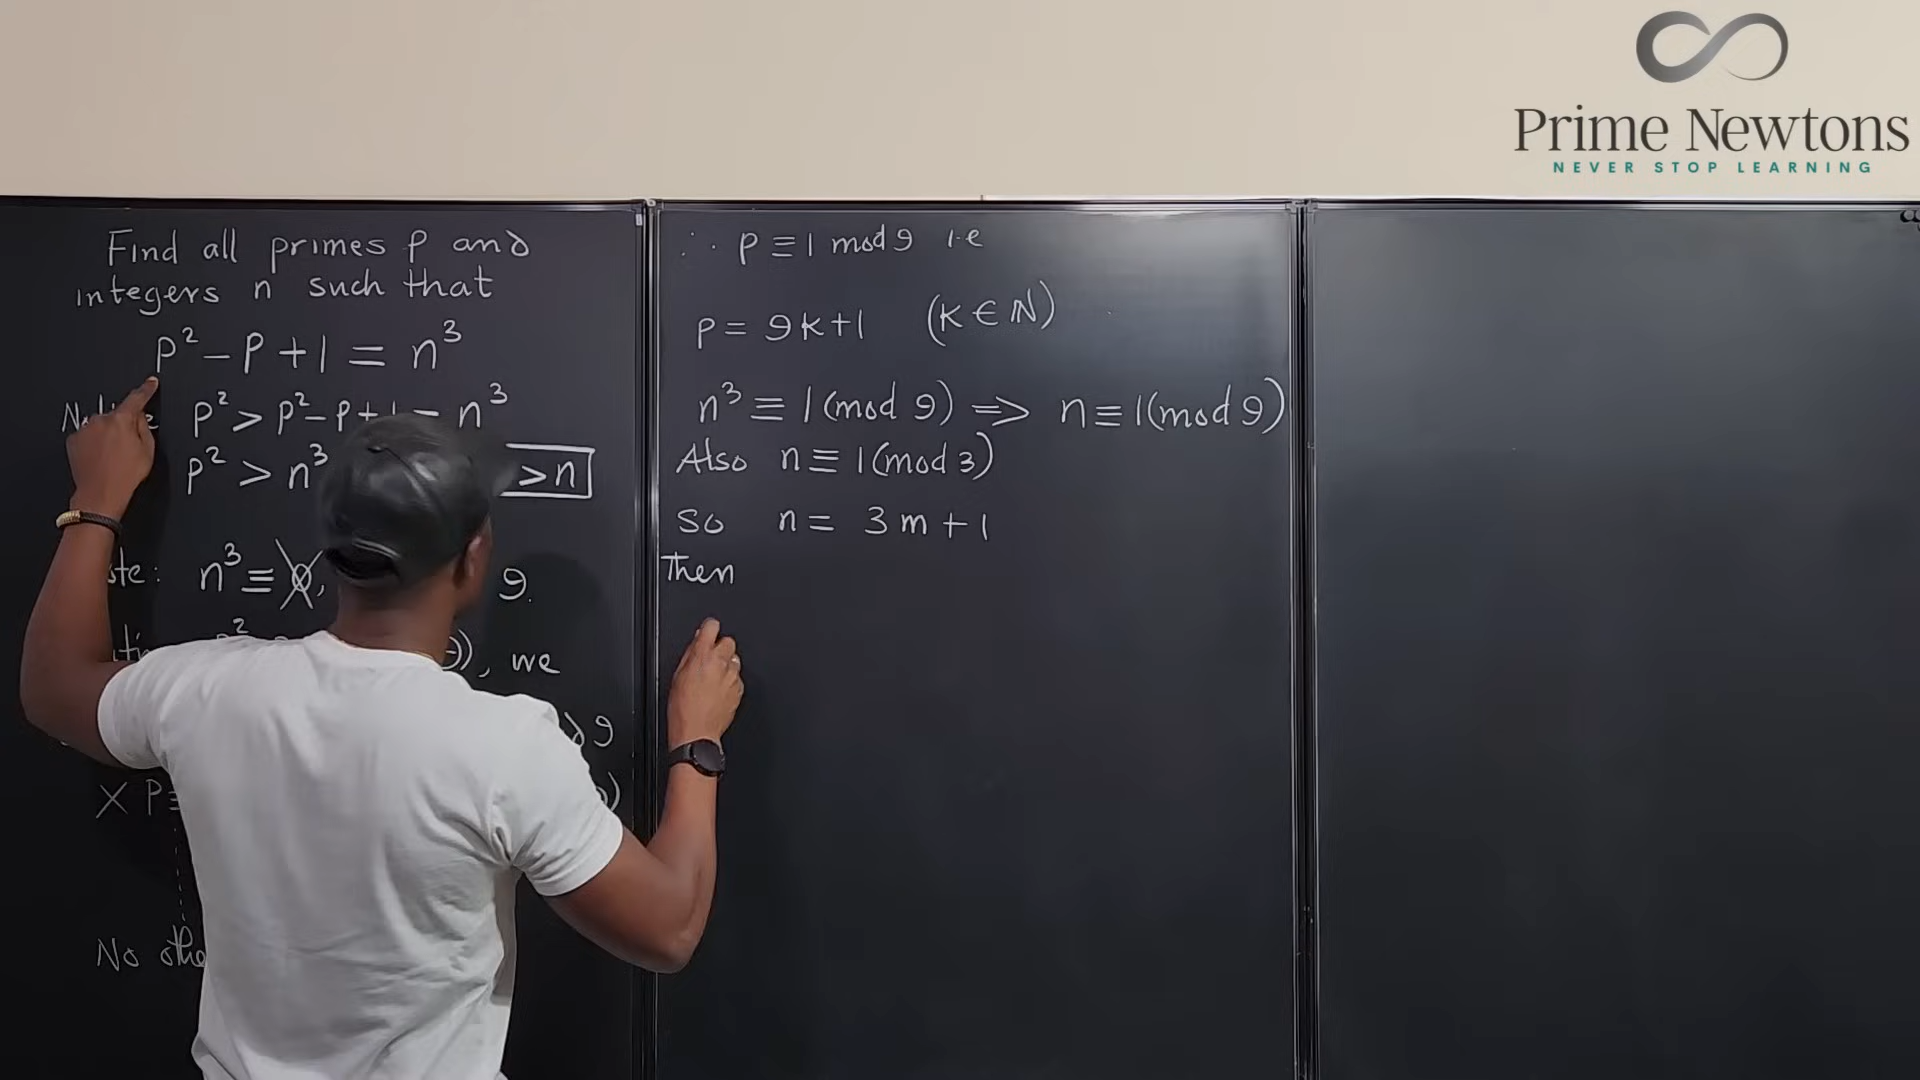 Prime Newtons
NEVER STOP LEARNING
Find all primes P and
integers n such that
P² − P + 1 = n³
P² > P² − P + 1 = n³
P² > n³ > n
n³ ≡ 0, 9.
we
9
X P ≡
No othe
∴ P ≡ 1 mod 9 i.e
P = 9k+1 (K ∈ ℕ)
n³ ≡ 1 (mod 9) => n ≡ 1(mod 9)
Also n ≡ 1(mod 3)
So n = 3m + 1
Then